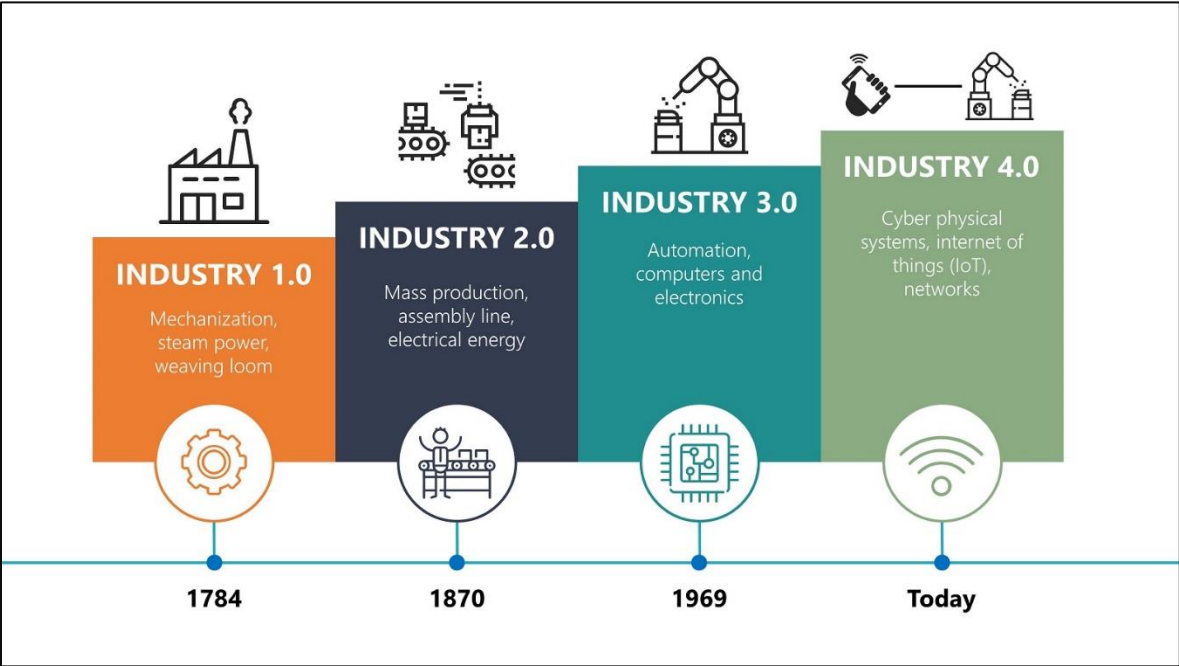 INDUSTRY 1.0
Mechanization,
steam power,
weaving loom
INDUSTRY 2.0
Mass production,
assembly line,
electrical energy
INDUSTRY 3.0
Automation,
computers and
electronics
INDUSTRY 4.0
Cyber physical
systems, internet of
things (IoT),
networks
1784
1870
1969
Today